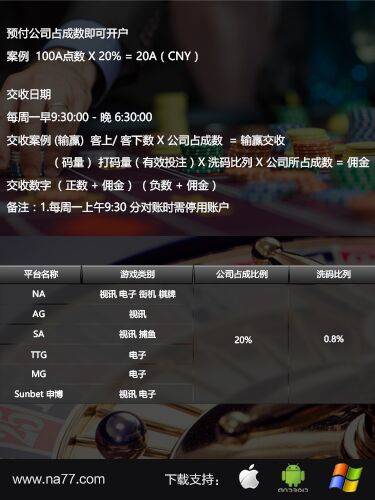 预付公司占成数即可开户
案例 100A点数 X 20% = 20A（CNY）
交收日期
每周一早9:30:00 - 晚 6:30:00
交收案例 (输赢) 客上/ 客下数 X 公司占成数 = 输赢交收
（ 码量 ） 打码量 ( 有效投注 ) X 洗码比列 X 公司所占成数 = 佣金
交收数字 （ 正数 + 佣金 ）（ 负数 + 佣金 ）
备注：1.每周一上午9:30 分对账时需停用账户
平台名称 游戏类别 公司占成比例 洗码比列
NA 视讯 电子 街机 棋牌
AG 视讯
SA 视讯 捕鱼
TTG 电子
MG 电子
Sunbet 申博 视讯 电子
20% 0.8%
www.na77.com 下载支持：
ANDROID